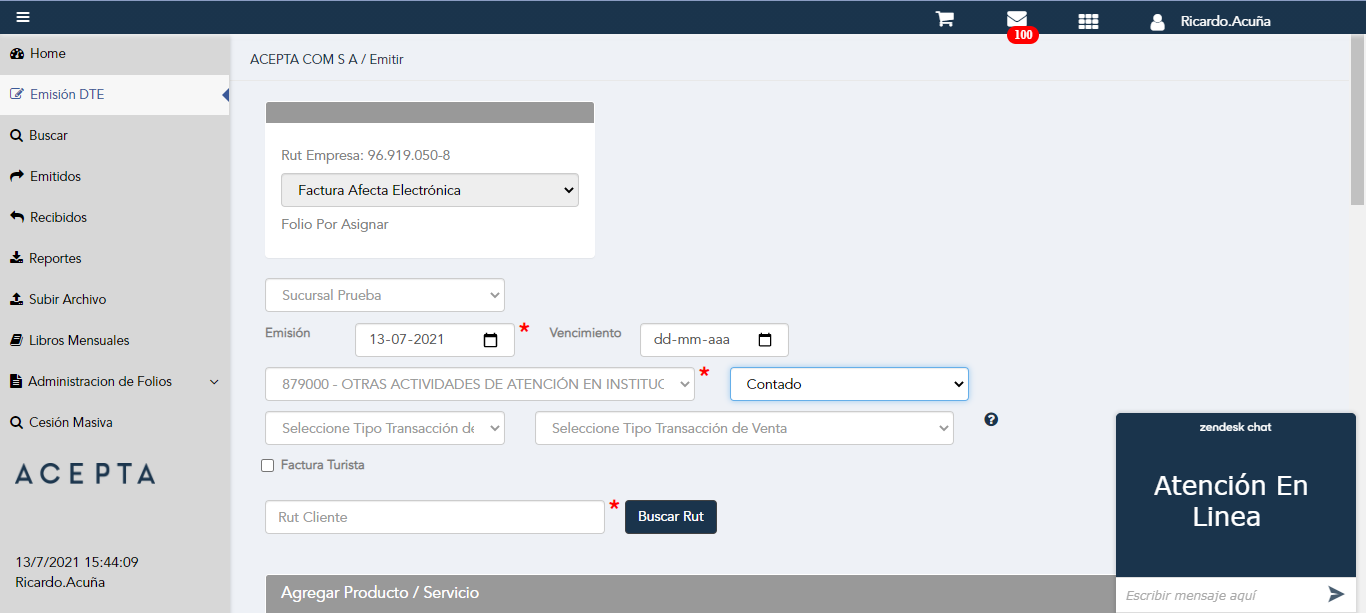 Ricardo.Acuña
100
Home
Emisión DTE
Buscar
Emitidos
Recibidos
Reportes
Subir Archivo
Libros Mensuales
Administracion de Folios
Cesión Masiva
ACEPTA
13/7/2021 15:44:09
Ricardo.Acuña
ACEPTA COM S A / Emitir
Rut Empresa: 96.919.050-8
Factura Afecta Electrónica
Folio Por Asignar
Sucursal Prueba
Emisión 13-07-2021 * Vencimiento dd-mm-aaa
879000 - OTRAS ACTIVIDADES DE ATENCIÓN EN INSTITUC * Contado
Seleccione Tipo Transacción de Seleccione Tipo Transacción de Venta ?
Factura Turista
Rut Cliente * Buscar Rut
Agregar Producto / Servicio
zendesk chat
Atención En
Linea
Escribir mensaje aquí